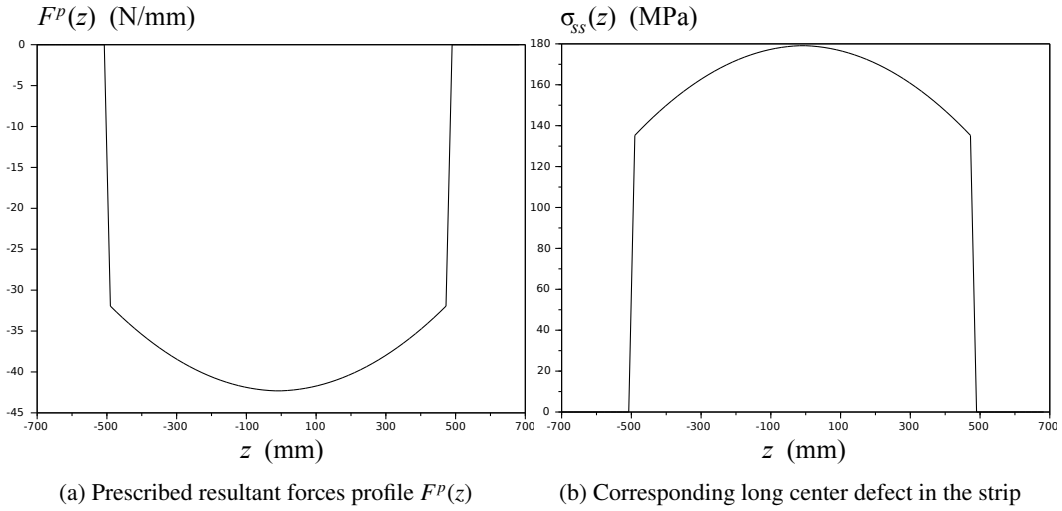 F^p(z) (N/mm)
σ_ss(z) (MPa)
0
-5
-10
-15
-20
-25
-30
-35
-40
-45
-700 -500 -300 -100 100 300 500 700
z (mm)
180
160
140
120
100
80
60
40
20
0
-700 -500 -300 -100 100 300 500 700
z (mm)
(a) Prescribed resultant forces profile F^p(z)
(b) Corresponding long center defect in the strip